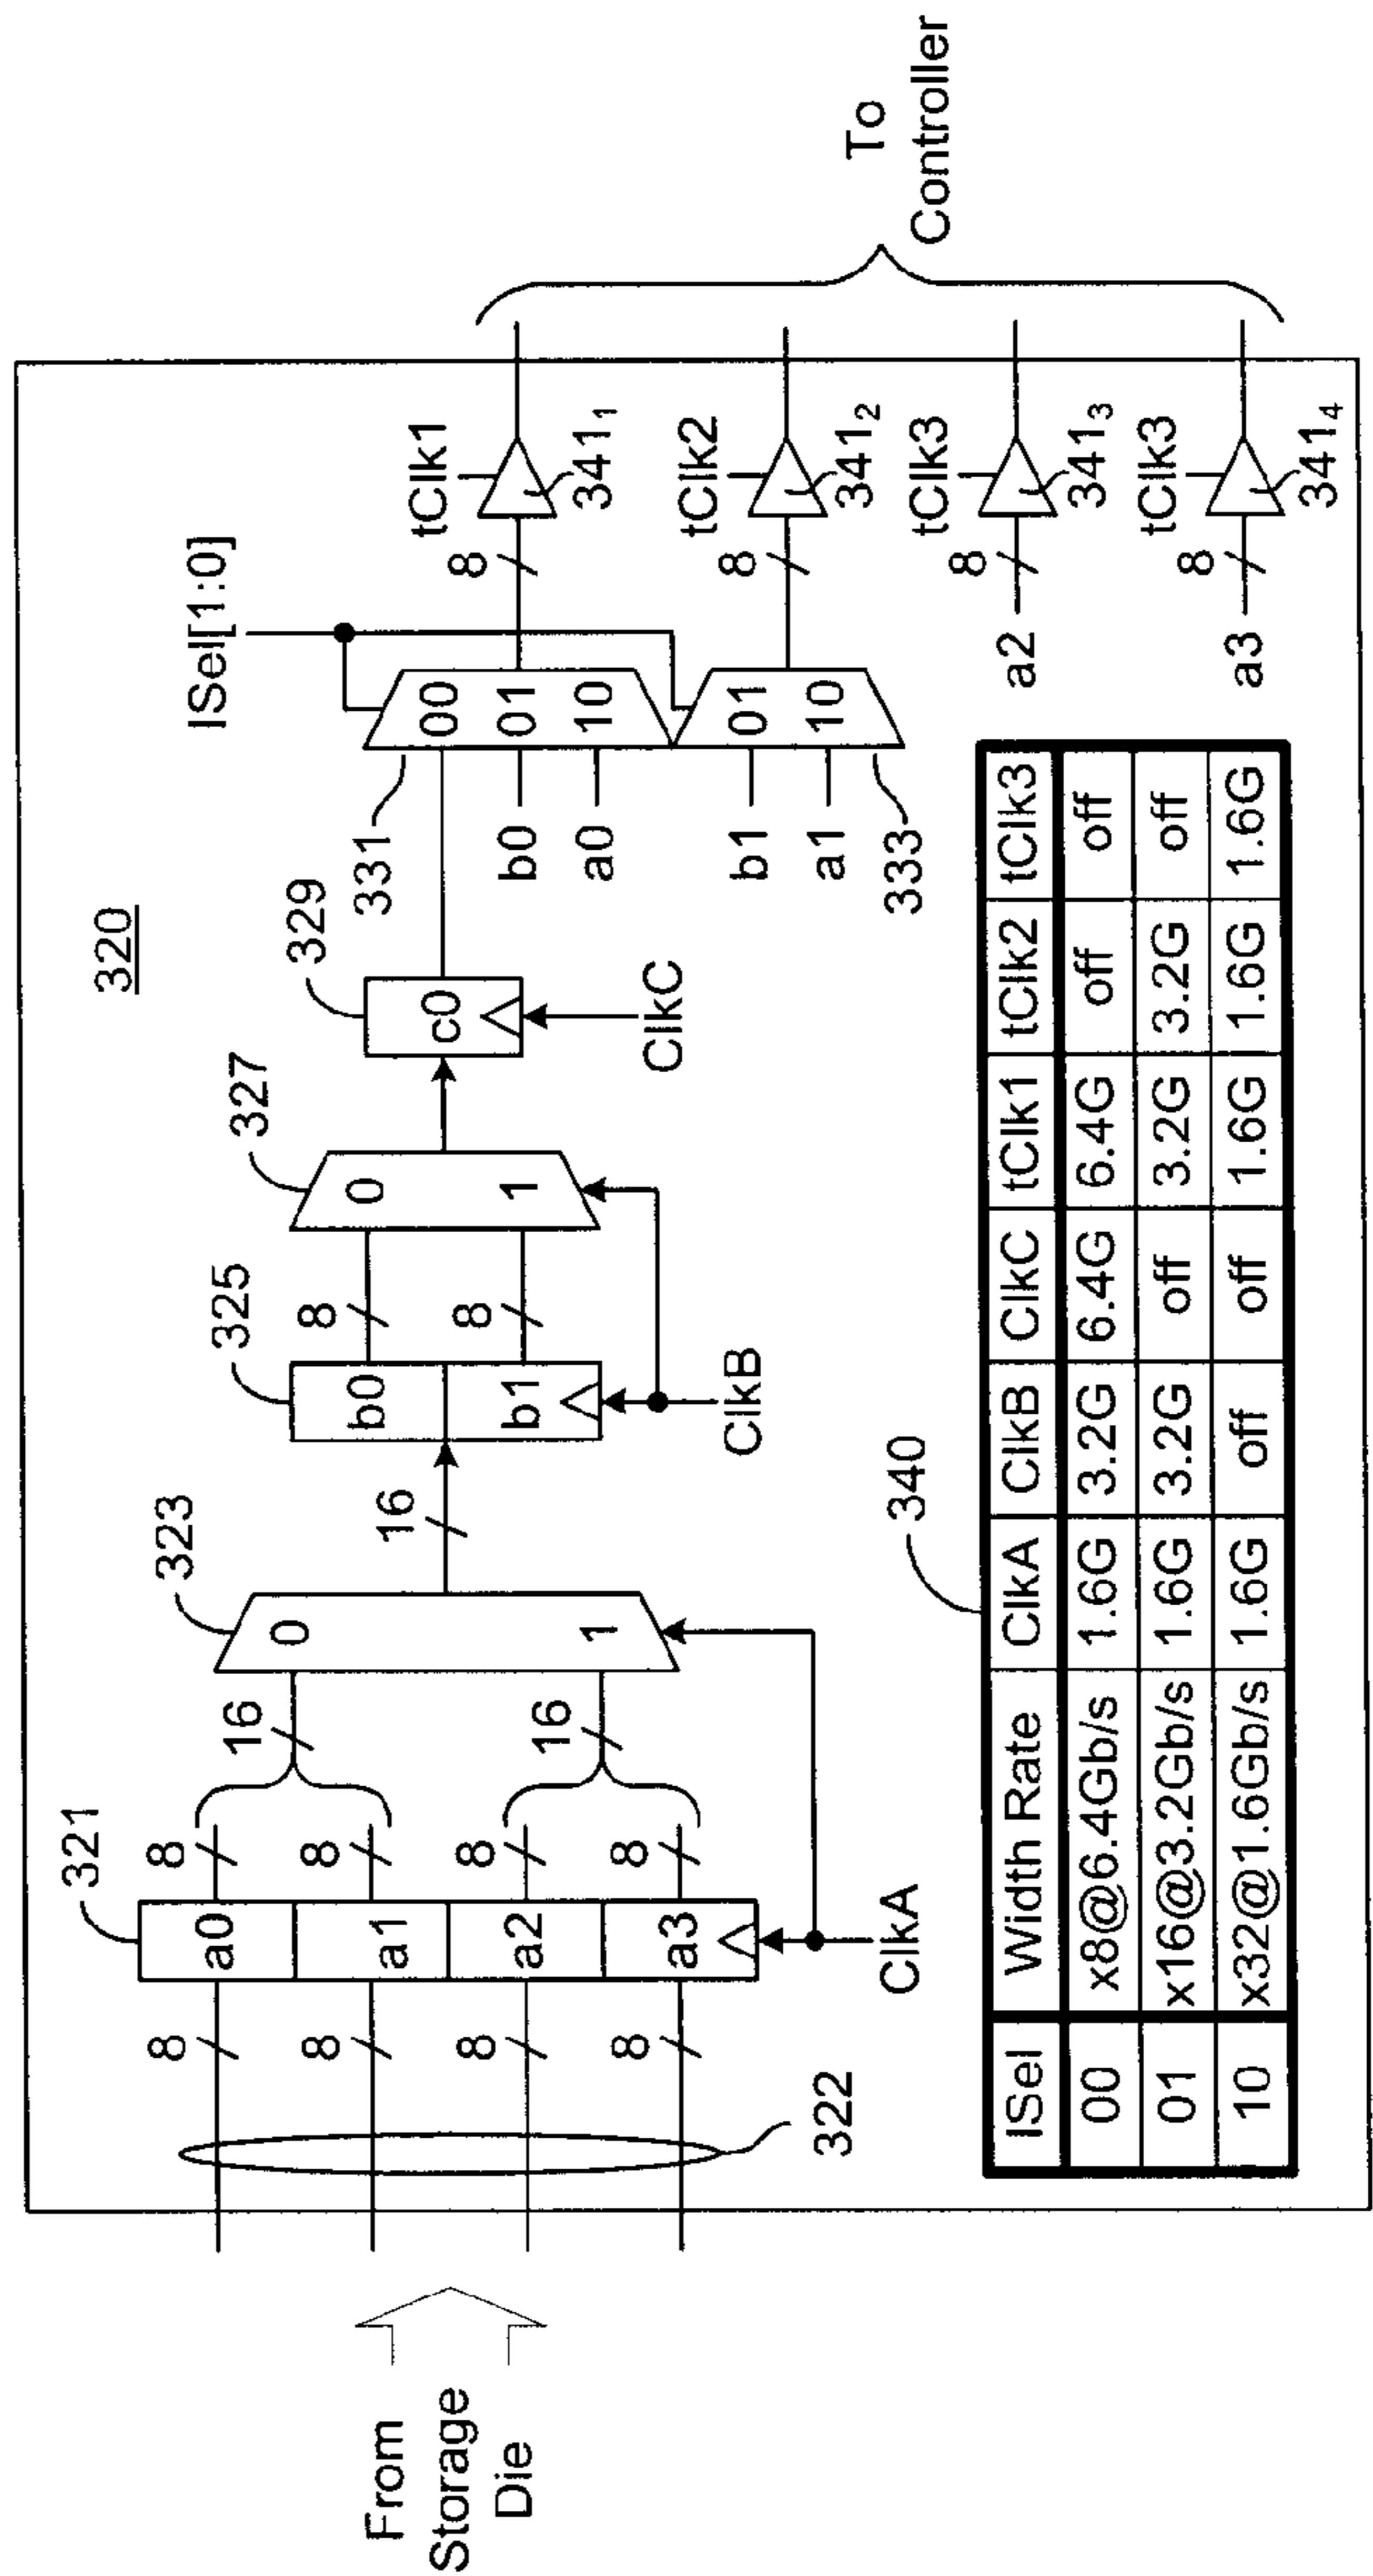 320
From
Storage
Die
322
8
8
8
8
321
a0
a1
a2
a3
ClkA
8
8
8
8
16
16
323
0
1
16
325
b0
b1
ClkB
8
8
327
0
1
329
c0
ClkC
331
b0
a0
00
01
10
ISel[1:0]
b1
a1
333
01
10
8
tClk1
341₁
8
tClk2
341₂
a2
8
tClk3
341₃
a3
8
tClk3
341₄
To
Controller
340
ISel Width Rate ClkA ClkB ClkC tClk1 tClk2 tClk3
00 x8@6.4Gb/s 1.6G 3.2G 6.4G 6.4G off off
01 x16@3.2Gb/s 1.6G 3.2G off 3.2G 3.2G off
10 x32@1.6Gb/s 1.6G off off 1.6G 1.6G 1.6G